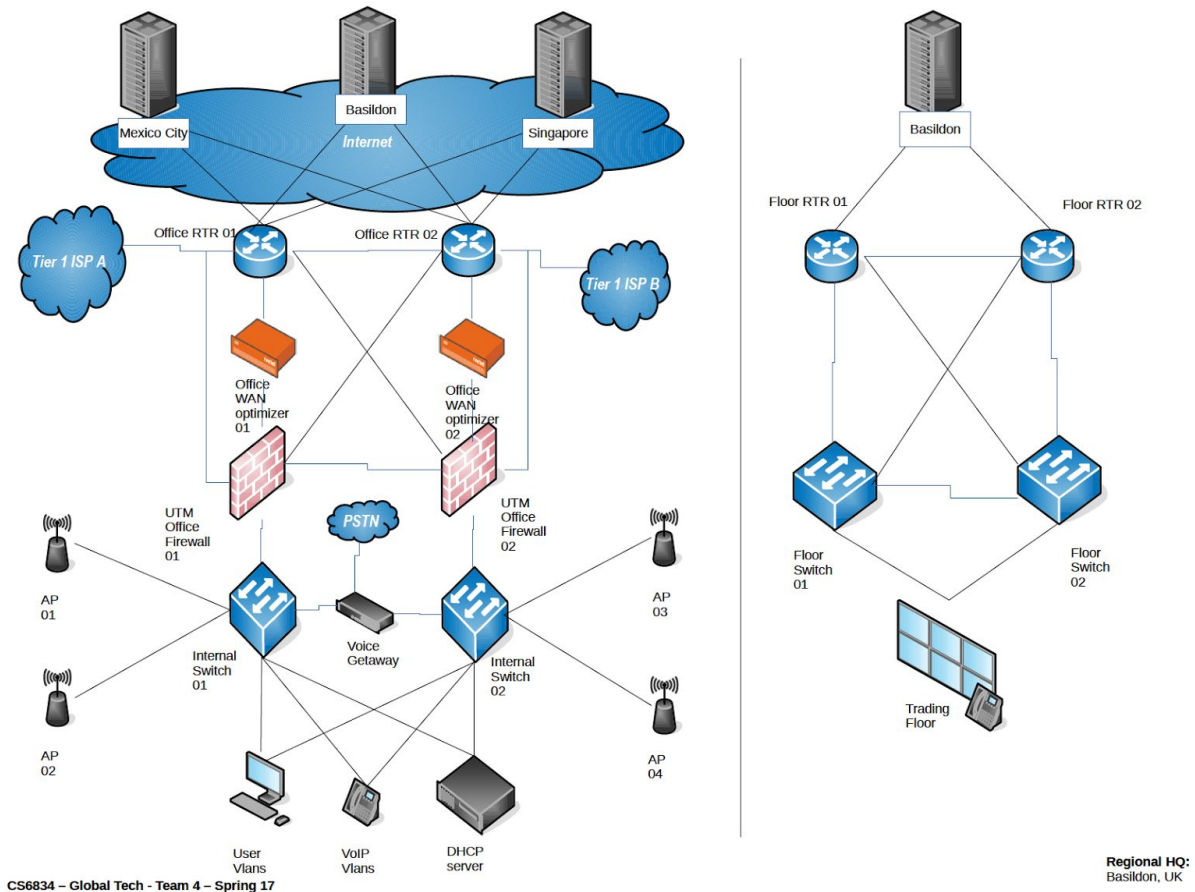 Mexico City
Basildon
Singapore
Internet
Office RTR 01
Office RTR 02
Tier 1 ISP A
Tier 1 ISP B
Office
WAN
optimizer
01
Office
WAN
optimizer
02
UTM
Office
Firewall
01
PSTN
UTM
Office
Firewall
02
AP
01
AP
03
Voice
Getaway
Internal
Switch
01
Internal
Switch
02
AP
02
AP
04
User
Vlans
VoIP
Vlans
DHCP
server
CS6834 – Global Tech - Team 4 – Spring 17
Basildon
Floor RTR 01
Floor RTR 02
Floor
Switch
01
Floor
Switch
02
Trading
Floor
Regional HQ:
Basildon, UK